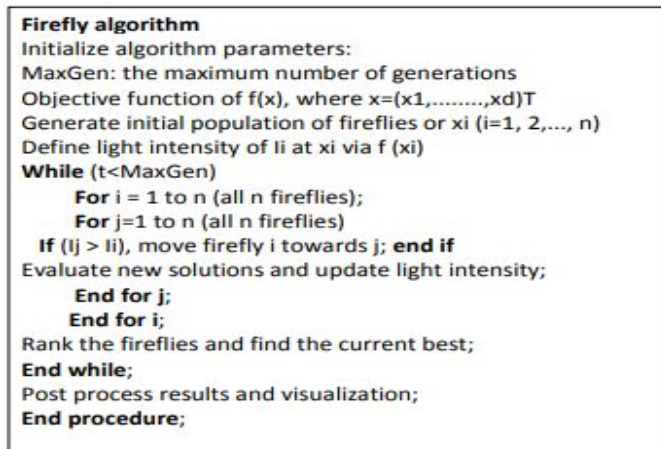 Firefly algorithm
Initialize algorithm parameters:
MaxGen: the maximum number of generations
Objective function of f(x), where x=(x1,........,xd)T
Generate initial population of fireflies or xi (i=1, 2,..., n)
Define light intensity of Ii at xi via f (xi)
While (t<MaxGen)
For i = 1 to n (all n fireflies);
For j=1 to n (all n fireflies)
If (Ij > Ii), move firefly i towards j; end if
Evaluate new solutions and update light intensity;
End for j;
End for i;
Rank the fireflies and find the current best;
End while;
Post process results and visualization;
End procedure;